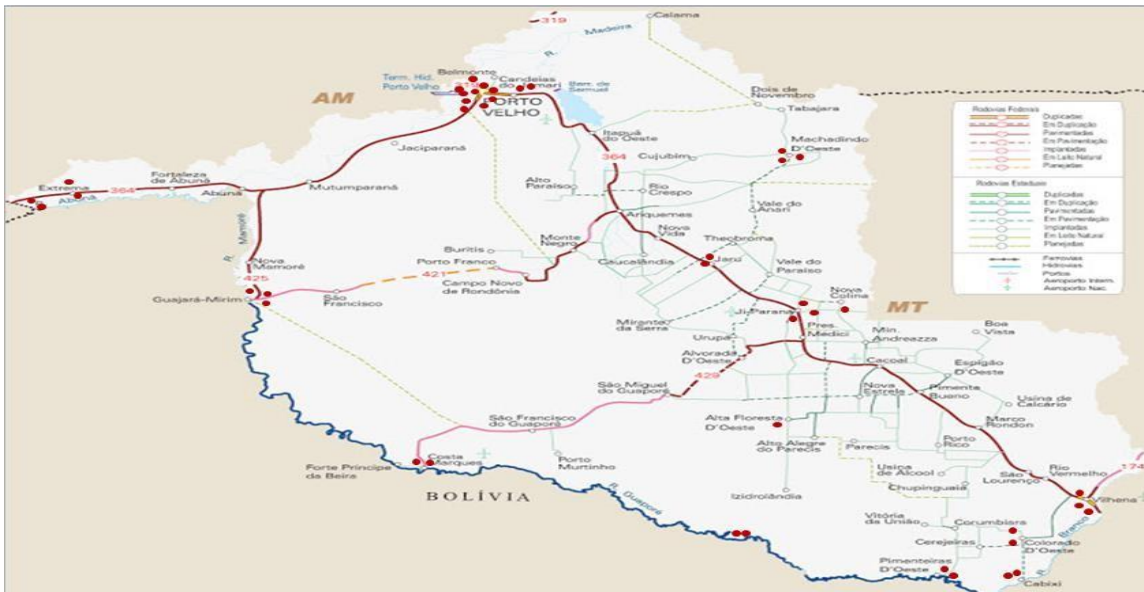 319
Calama
R. Madeira
Belmonte
Candeias
do Jamari
Term. Hid.
Porto Velho
319
Barr. de
Samuel
AM
PORTO
VELHO
Dois de
Novembro
Tabajara
Itapuã
do Oeste
Machadindo
D'Oeste
Jaciparaná
Cujubim
364
Fortaleza
de Abunã
Extrema
364
Abunã
Abunã
Mutumparaná
Alto
Paraíso
Rio
Crespo
Vale do
Anari
Ariquemes
Mamoré
Monte
Negro
Nova
Vida
Theobroma
Buritis
Porto Franco
Caucalândia
Jaru
Vale do
Paraíso
Nova
Mamoré
425
421
Campo Novo
de Rondônia
Guajará-Mirim
São
Francisco
Nova
Colina
MT
Ji-Paraná
Mirante
da Serra
Pres.
Médici
Min.
Andreazza
Boa
Vista
Urupá
Alvorada
D'Oeste
Cacoal
Espigão
D'Oeste
429
São Miguel
do Guaporé
Nova
Estrela
Pimenta
Bueno
Usina de
Calcário
São Francisco
do Guaporé
Alta Floresta
D'Oeste
Marco
Rondon
Alto Alegre
do Parecis
Parecis
Porto
Rico
Costa
Marques
Forte Príncipe
da Beira
Porto
Murtinho
Usina
de Alcool
Chupinguaia
São
Lourenço
Rio
Vermelho
174
BOLÍVIA
R. Guaporé
Izidrolândia
Vilhena
Vitória
da União
Corumbiara
Cerejeiras
Colorado
D'Oeste
R. Branco
Pimenteiras
D'Oeste
Cabixi
Rodovias Federais
Duplicadas
Em Duplicação
Pavimentadas
Em Pavimentação
Implantadas
Em Leito Natural
Planejadas
Rodovias Estaduais
Duplicadas
Em Duplicação
Pavimentadas
Em Pavimentação
Implantadas
Em Leito Natural
Planejadas
Ferrovias
Hidrovias
Portos
Aeroporto Intern.
Aeroporto Nac.